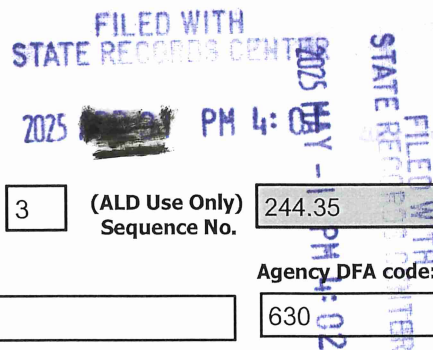 FILED WITH
STATE RECORDS CENTER
2025 PM 4:
FILED WITH
STATE RECORDS CENTER
2025 MAY -1 PM 4:02
3
(ALD Use Only)
Sequence No.
244.35
Agency DFA code:
630